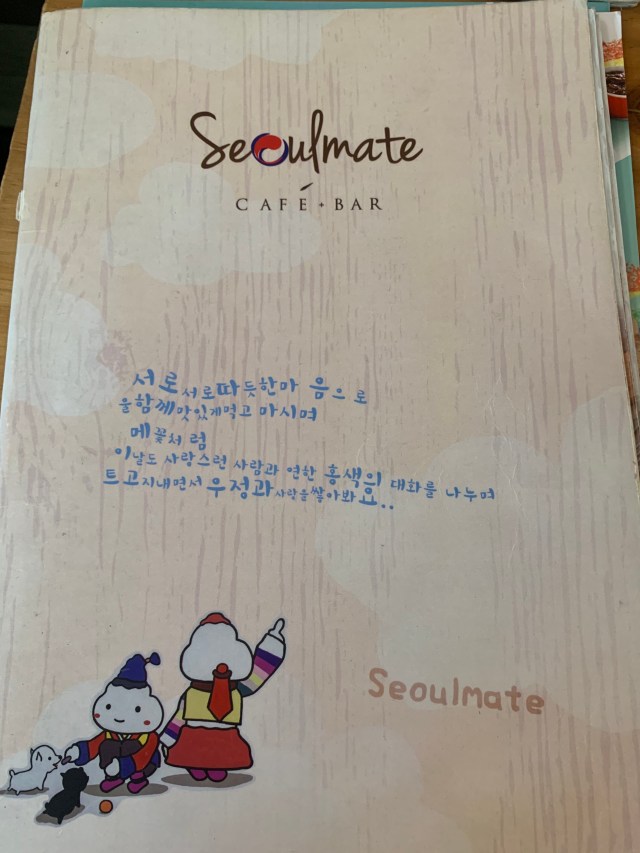 Seoulmate
CAFÉ + BAR
서로서로따듯한마 음으로
울함께맛있게먹고 마시며
메꽃처 럼
이날도 사랑스런 사람과 연한 홍색의 대화를 나누며
트고지내면서우정과사랑을쌓아봐요..
Seoulmate